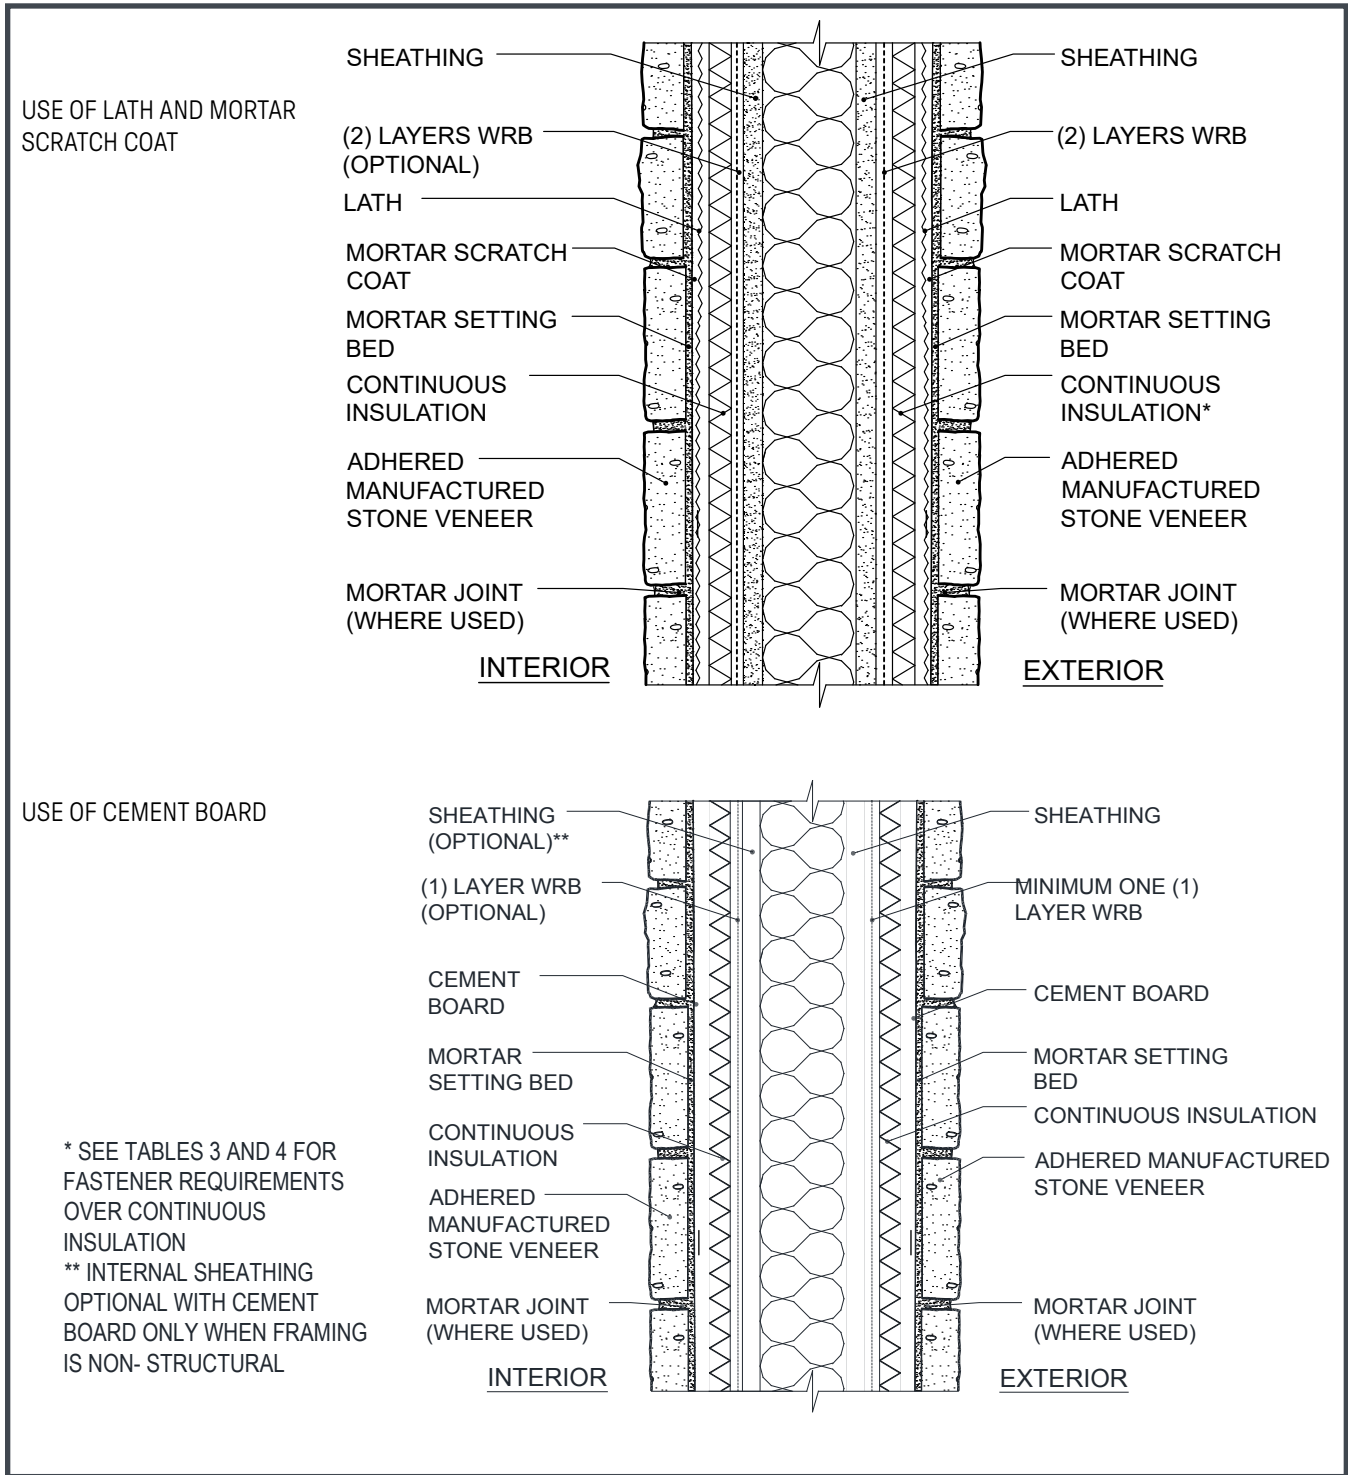 USE OF LATH AND MORTAR
SCRATCH COAT
SHEATHING
(2) LAYERS WRB
(OPTIONAL)
LATH
MORTAR SCRATCH
COAT
MORTAR SETTING
BED
CONTINUOUS
INSULATION
ADHERED
MANUFACTURED
STONE VENEER
MORTAR JOINT
(WHERE USED)
INTERIOR
SHEATHING
(2) LAYERS WRB
LATH
MORTAR SCRATCH
COAT
MORTAR SETTING
BED
CONTINUOUS
INSULATION*
ADHERED
MANUFACTURED
STONE VENEER
MORTAR JOINT
(WHERE USED)
EXTERIOR
USE OF CEMENT BOARD
SHEATHING
(OPTIONAL)**
(1) LAYER WRB
(OPTIONAL)
CEMENT
BOARD
MORTAR
SETTING BED
CONTINUOUS
INSULATION
ADHERED
MANUFACTURED
STONE VENEER
MORTAR JOINT
(WHERE USED)
INTERIOR
SHEATHING
MINIMUM ONE (1)
LAYER WRB
CEMENT BOARD
MORTAR SETTING
BED
CONTINUOUS INSULATION
ADHERED MANUFACTURED
STONE VENEER
MORTAR JOINT
(WHERE USED)
EXTERIOR
* SEE TABLES 3 AND 4 FOR
FASTENER REQUIREMENTS
OVER CONTINUOUS
INSULATION
** INTERNAL SHEATHING
OPTIONAL WITH CEMENT
BOARD ONLY WHEN FRAMING
IS NON- STRUCTURAL